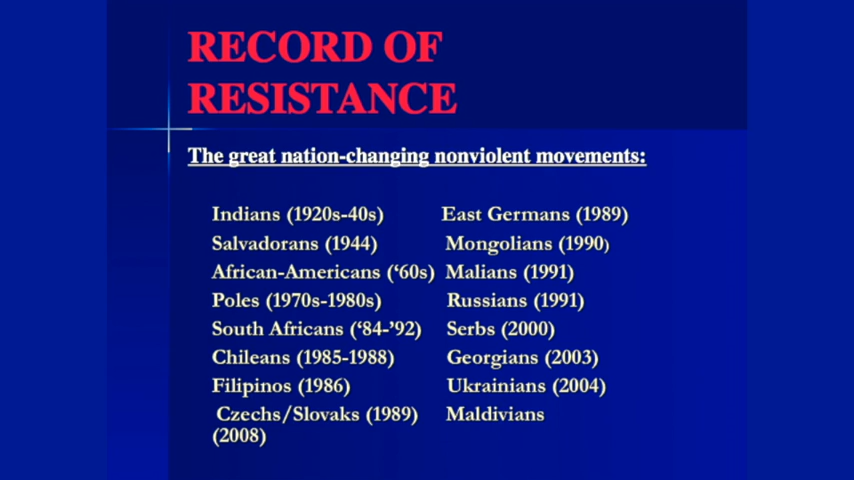 RECORD OF
RESISTANCE
The great nation-changing nonviolent movements:
Indians (1920s-40s) East Germans (1989)
Salvadorans (1944) Mongolians (1990)
African-Americans (‘60s) Malians (1991)
Poles (1970s-1980s) Russians (1991)
South Africans (‘84-’92) Serbs (2000)
Chileans (1985-1988) Georgians (2003)
Filipinos (1986) Ukrainians (2004)
Czechs/Slovaks (1989) Maldivians
(2008)